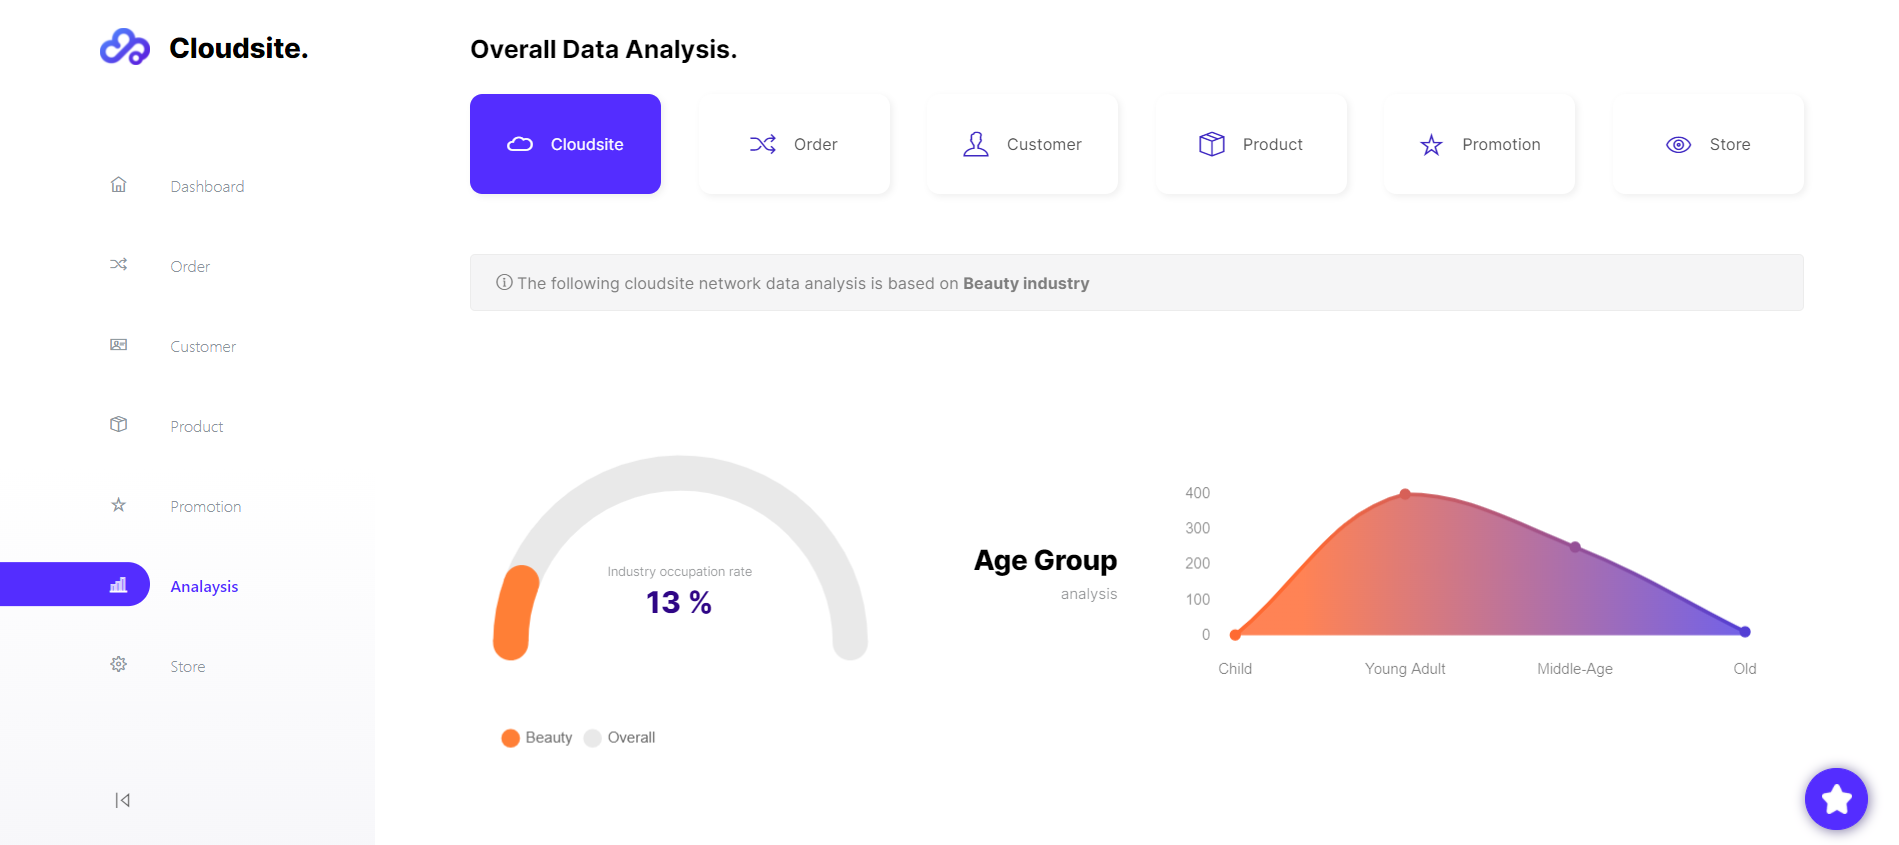 Cloudsite.
Dashboard
Order
Customer
Product
Promotion
Analaysis
Store
Overall Data Analysis.
Cloudsite
Order
Customer
Product
Promotion
Store
The following cloudsite network data analysis is based on Beauty industry
Industry occupation rate
13 %
Beauty
Overall
Age Group
analysis
400
300
200
100
0
Child
Young Adult
Middle-Age
Old